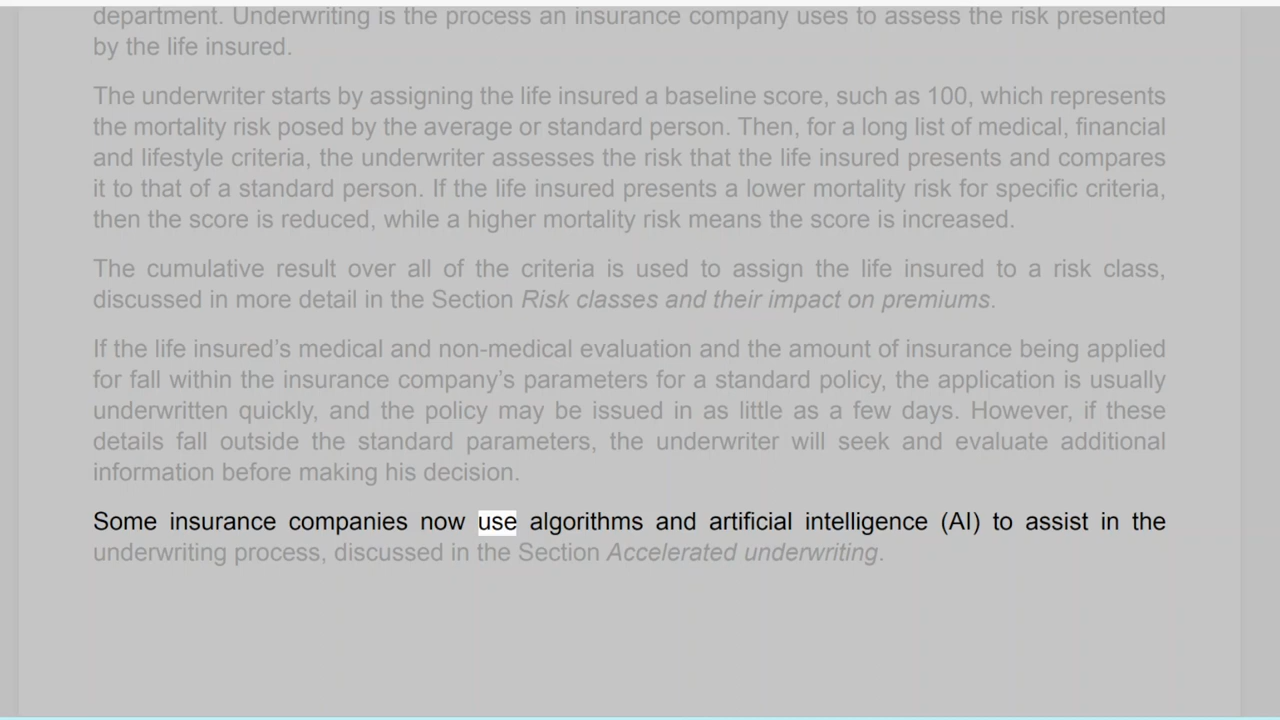 department. Underwriting is the process an insurance company uses to assess the risk presented
by the life insured.
The underwriter starts by assigning the life insured a baseline score, such as 100, which represents
the mortality risk posed by the average or standard person. Then, for a long list of medical, financial
and lifestyle criteria, the underwriter assesses the risk that the life insured presents and compares
it to that of a standard person. If the life insured presents a lower mortality risk for specific criteria,
then the score is reduced, while a higher mortality risk means the score is increased.
The cumulative result over all of the criteria is used to assign the life insured to a risk class,
discussed in more detail in the Section Risk classes and their impact on premiums.
If the life insured’s medical and non-medical evaluation and the amount of insurance being applied
for fall within the insurance company’s parameters for a standard policy, the application is usually
underwritten quickly, and the policy may be issued in as little as a few days. However, if these
details fall outside the standard parameters, the underwriter will seek and evaluate additional
information before making his decision.
Some insurance companies now use algorithms and artificial intelligence (AI) to assist in the
underwriting process, discussed in the Section Accelerated underwriting.